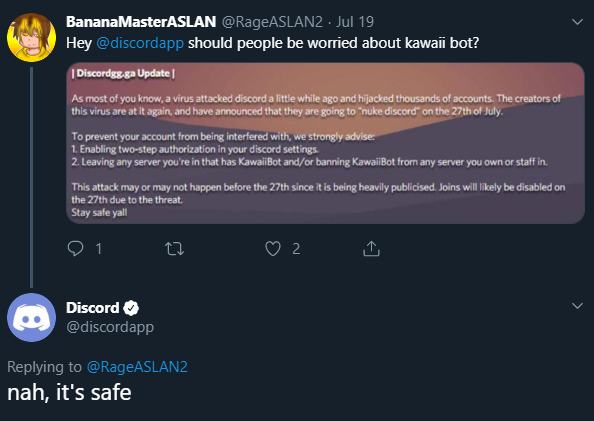 BananaMasterASLAN @RageASLAN2 · Jul 19
Hey @discordapp should people be worried about kawaii bot?
| Discordgg.ga Update |
As most of you know, a virus attacked discord a little while ago and hijacked thousands of accounts. The creators of
this virus are at it again, and have announced that they are going to "nuke discord" on the 27th of July.
To prevent your account from being interfered with, we strongly advise:
1. Enabling two-step authorization in your discord settings.
2. Leaving any server you're in that has KawaiiBot and/or banning KawaiiBot from any server you own or staff in.
This attack may or may not happen before the 27th since it is being heavily publicised. Joins will likely be disabled on
the 27th due to the threat.
Stay safe yall
1 2
Discord
@discordapp
Replying to @RageASLAN2
nah, it's safe